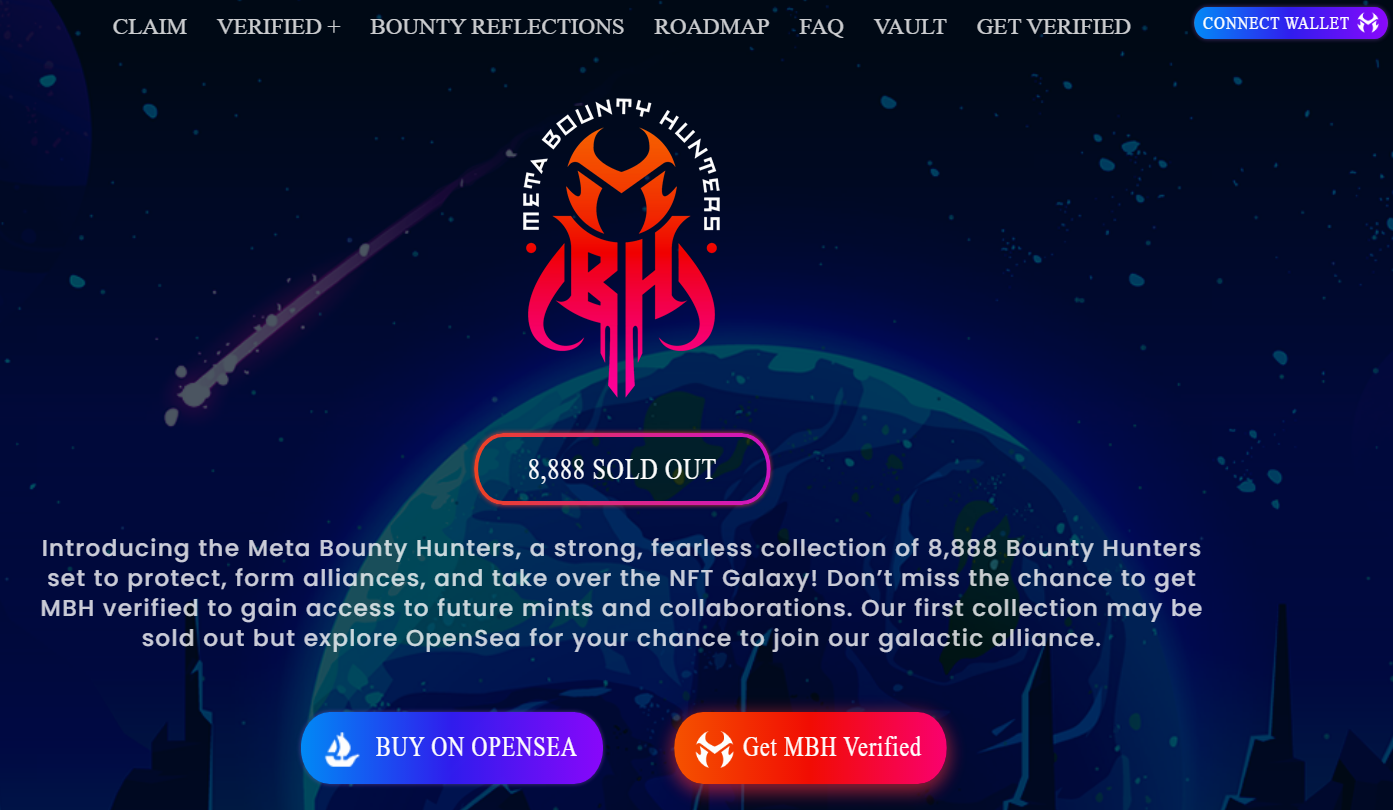 CLAIM VERIFIED + BOUNTY REFLECTIONS ROADMAP FAQ VAULT GET VERIFIED CONNECT WALLET
META BOUNTY HUNTERS
MBH
8,888 SOLD OUT
Introducing the Meta Bounty Hunters, a strong, fearless collection of 8,888 Bounty Hunters
set to protect, form alliances, and take over the NFT Galaxy! Don’t miss the chance to get
MBH verified to gain access to future mints and collaborations. Our first collection may be
sold out but explore OpenSea for your chance to join our galactic alliance.
BUY ON OPENSEA Get MBH Verified